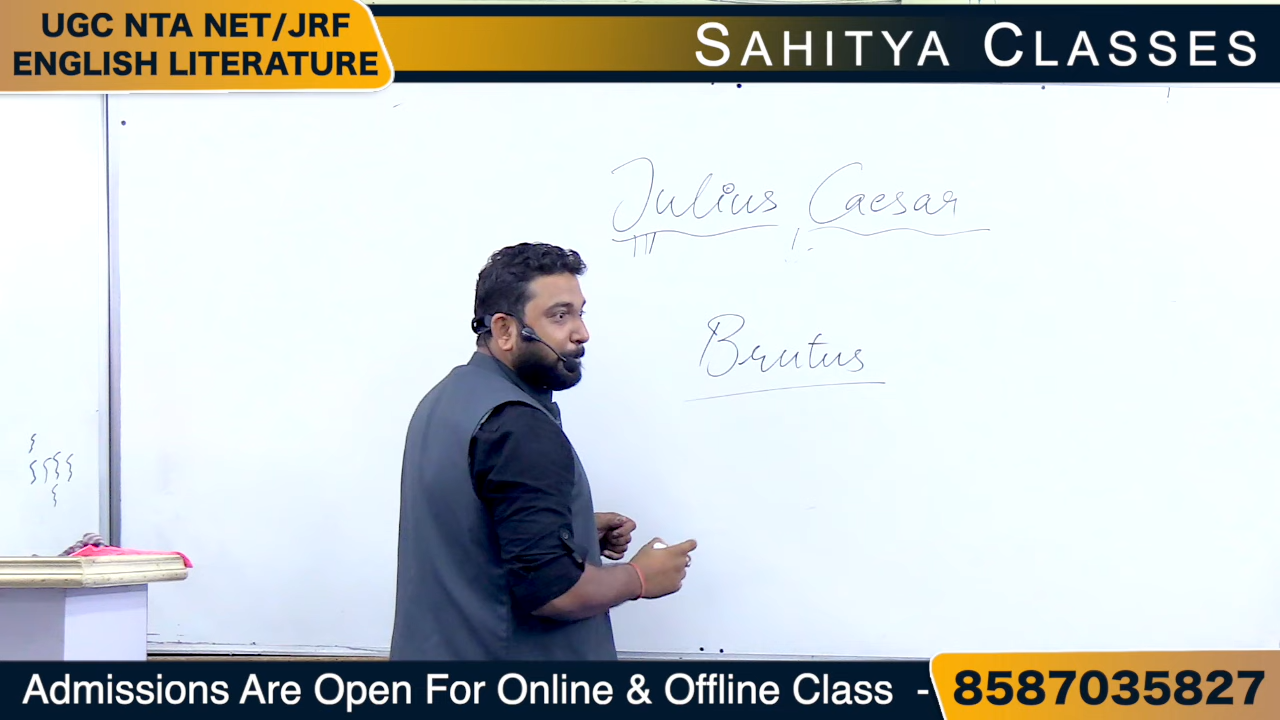 UGC NTA NET/JRF
ENGLISH LITERATURE
SAHITYA CLASSES
Julius Caesar
Brutus
Admissions Are Open For Online & Offline Class - 8587035827